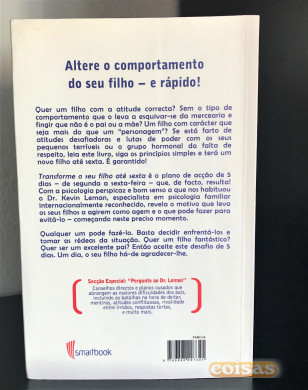 Altere o comportamento
do seu filho – e rápido!
Quer um filho com a atitude correcta? Sem o tipo de
comportamento que o leva a esquivar-se da mercearia e
fingir que não é o pai ou a mãe? Um filho com carácter que
seja mais do que um "personagem"? Se está farto de
atitudes desafiadoras e lutas de poder com os seus
pequenos terríveis ou o grupo hormonal da falta de
respeito, leia este livro, siga os princípios simples e terá um
novo filho até sexta. É garantido!
Transforme o seu filho até sexta é o plano de acção de 5
dias – de segunda a sexta-feira – que, de facto, resulta!
Com a psicologia perspicaz e bom senso a que nos habituou
o Dr. Kevin Leman, especialista em psicologia familiar
internacionalmente reconhecido, revela o motivo que leva
os seus filhos a agirem como agem e o que pode fazer para
evitá-lo – começando neste preciso momento.
Qualquer um pode fazê-lo. Basta decidir enfrentá-los e
tomar as rédeas da situação. Quer um filho fantástico?
Quer ser um excelente pai? Então aceite este desafio de 5
dias. Um dia, o seu filho há-de agradecer-lhe.
Secção Especial: "Pergunte ao Dr. Leman"
Conselhos directos e planos ousados que
abrangem as maiores dificuldades dos pais,
incluindo as batalhas na hora de deitar,
mentiras, atitudes conflituosas, rivalidade
entre irmãos, respostas tortas,
e muito mais.
FAMÍLIA
smartbook
coisas